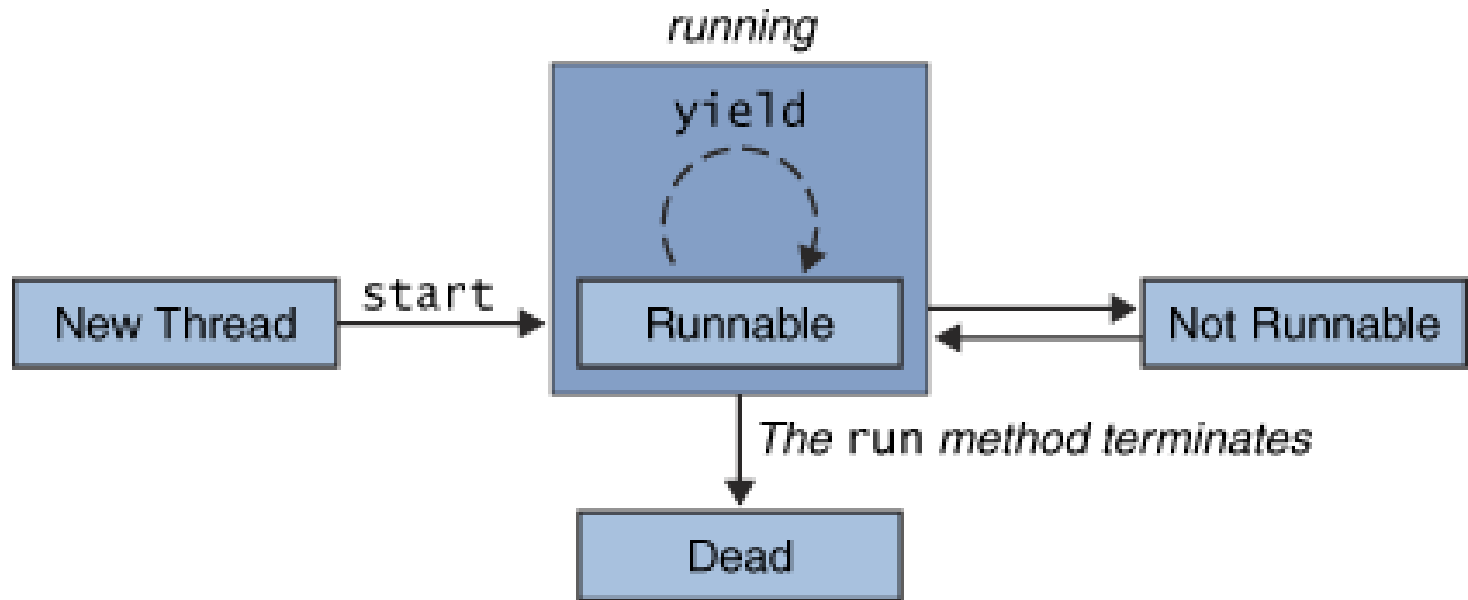 running
yield
New Thread
start
Runnable
Not Runnable
The run method terminates
Dead